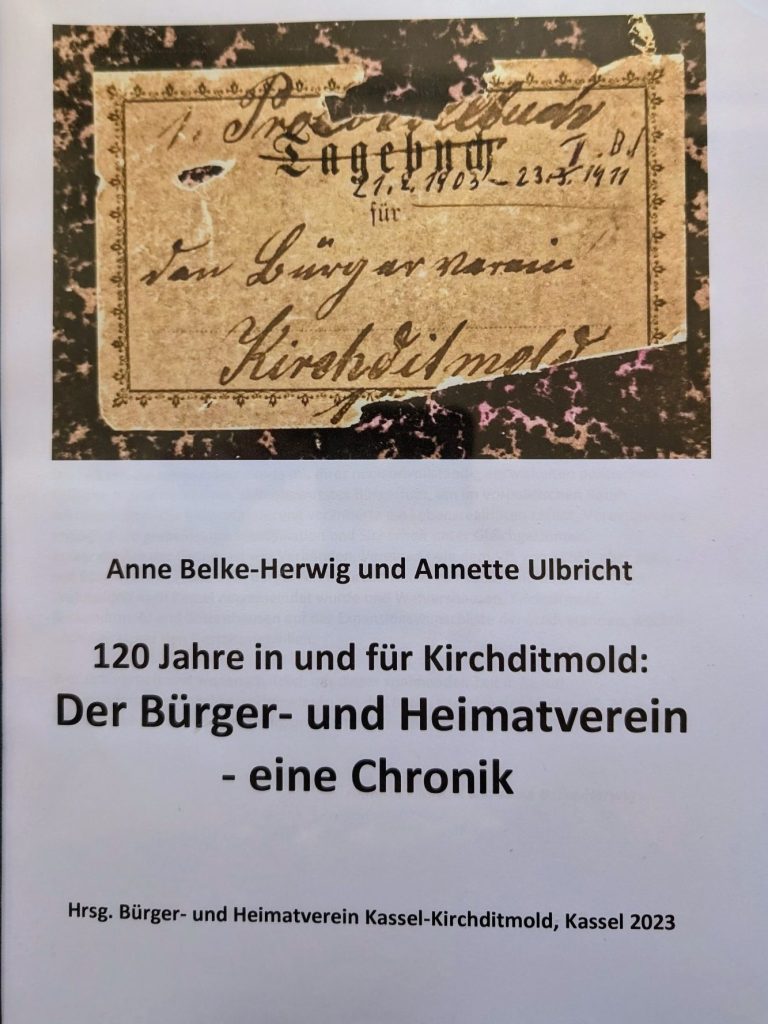 1. Protokollbuch
Tagebuch I. Bd
21.2.1903 – 23.3.1911
für
den Bürgerverein
Kirchditmold
Anne Belke-Herwig und Annette Ulbricht
120 Jahre in und für Kirchditmold:
Der Bürger- und Heimatverein
- eine Chronik
Hrsg. Bürger- und Heimatverein Kassel-Kirchditmold, Kassel 2023